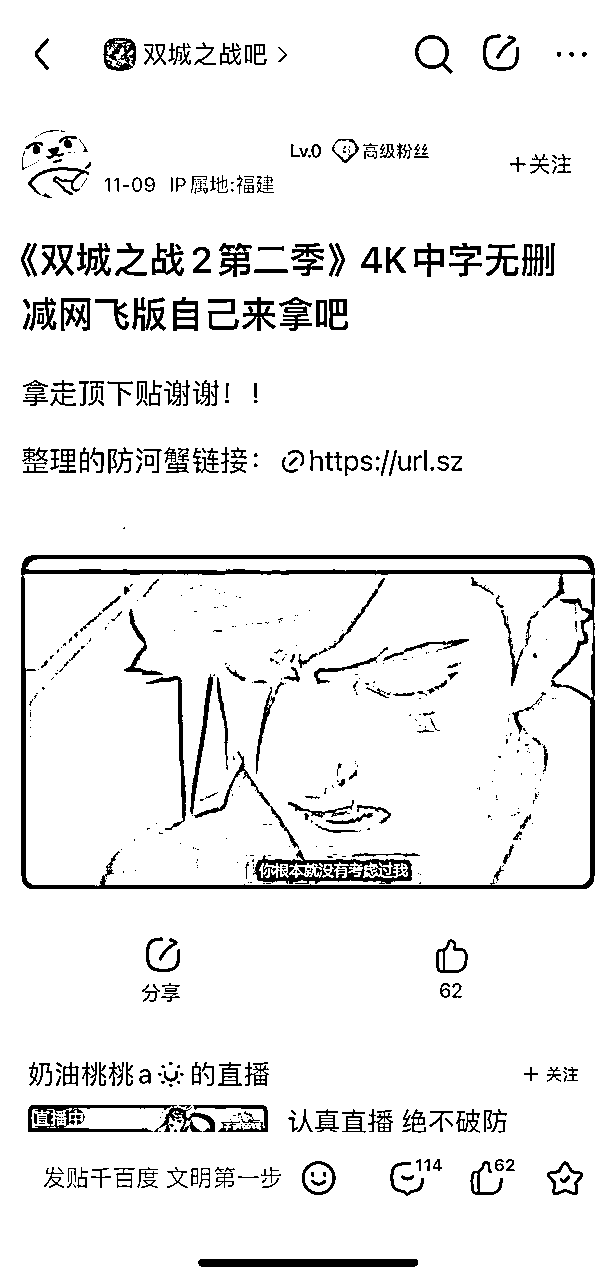 双城之战吧
Lv.0 高级粉丝
+关注
11-09 IP属地:福建
《双城之战2第二季》4K中字无删
减网飞版自己来拿吧
拿走顶下贴谢谢！！
整理的防河蟹链接： https://url.sz
你根本就没有考虑过我
分享
62
奶油桃桃a 的直播
+ 关注
直播中
认真直播 绝不破防
发贴千百度 文明第一步
114
62